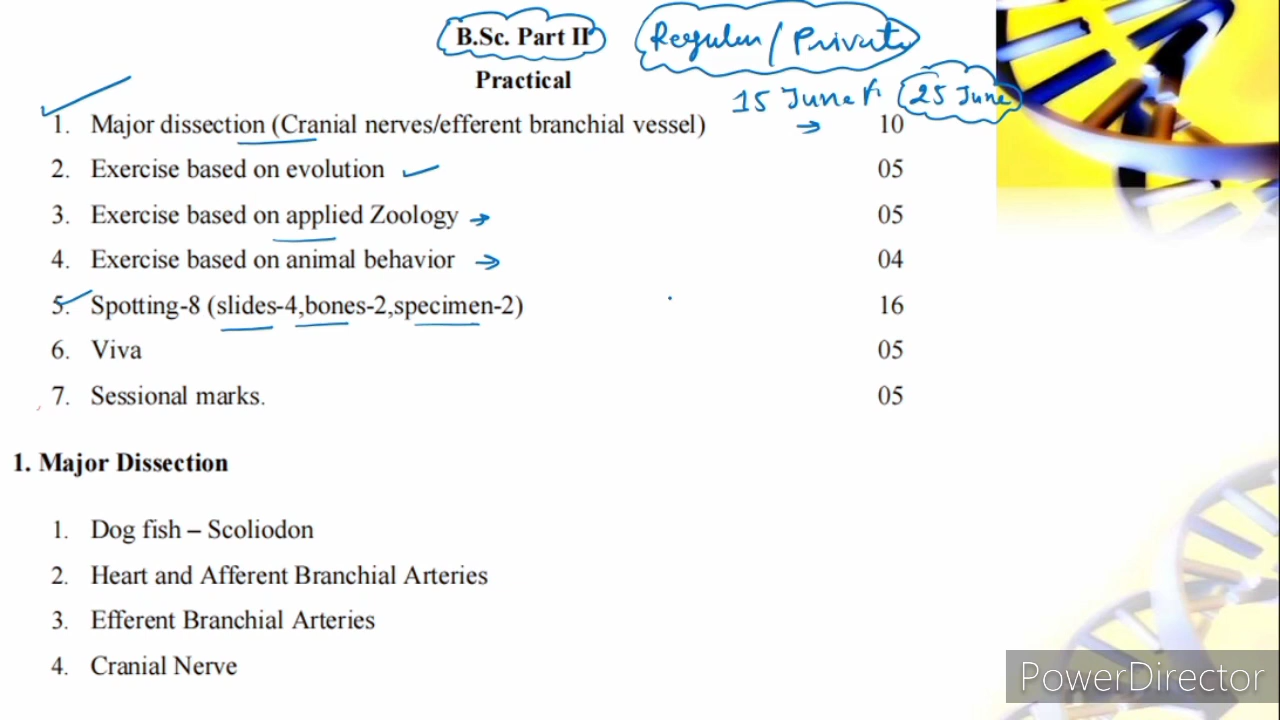 B.Sc. Part II Regular/Private
Practical
15 June 25 June
1. Major dissection (Cranial nerves/efferent branchial vessel) → 10
2. Exercise based on evolution 05
3. Exercise based on applied Zoology → 05
4. Exercise based on animal behavior → 04
5. Spotting-8 (slides-4,bones-2,specimen-2) 16
6. Viva 05
7. Sessional marks. 05
1. Major Dissection
1. Dog fish – Scoliodon
2. Heart and Afferent Branchial Arteries
3. Efferent Branchial Arteries
4. Cranial Nerve
PowerDirector